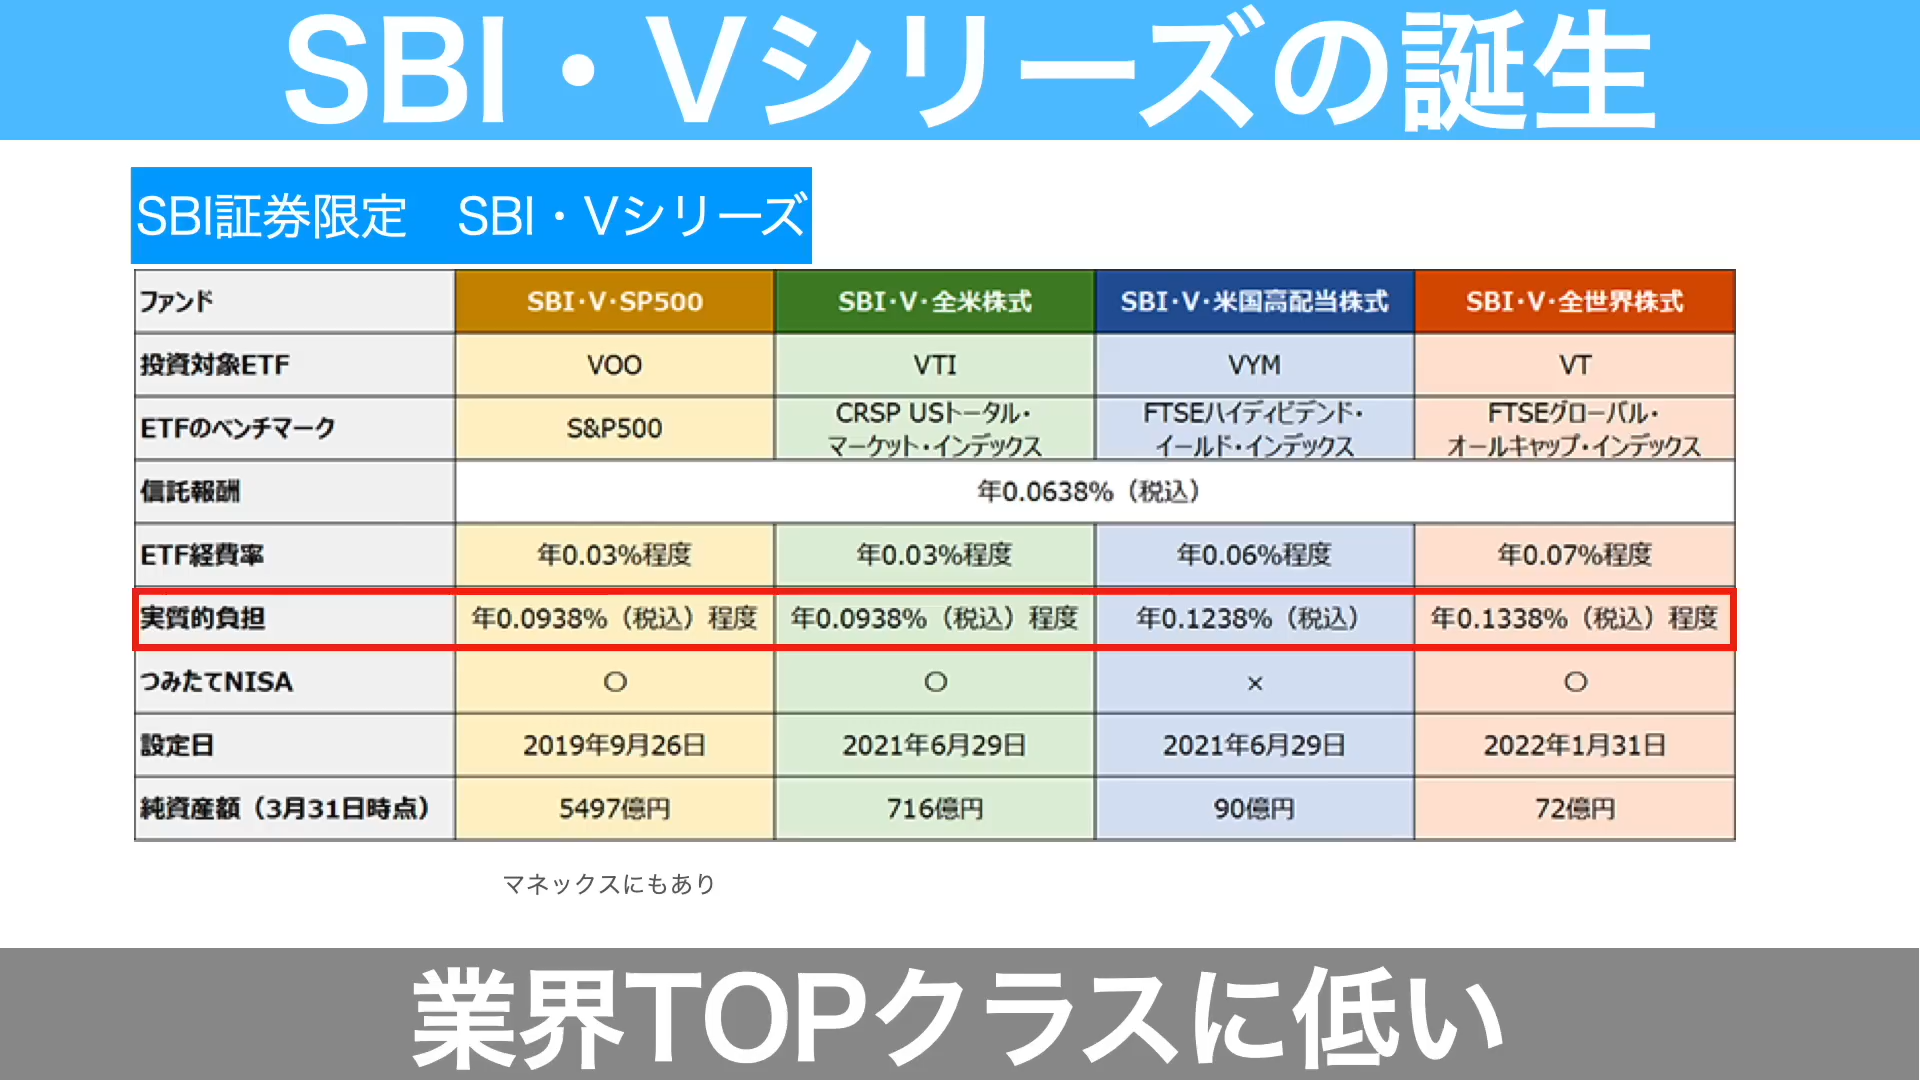 SBI・Vシリーズの誕生
SBI証券限定　SBI・Vシリーズ
ファンド SBI・V・SP500 SBI・V・全米株式 SBI・V・米国高配当株式 SBI・V・全世界株式
投資対象ETF VOO VTI VYM VT
ETFのベンチマーク S&P500 CRSP USトータル・マーケット・インデックス FTSEハイディビデンド・イールド・インデックス FTSEグローバル・オールキャップ・インデックス
信託報酬 年0.0638%（税込）
ETF経費率 年0.03%程度 年0.03%程度 年0.06%程度 年0.07%程度
実質的負担 年0.0938%（税込）程度 年0.0938%（税込）程度 年0.1238%（税込） 年0.1338%（税込）程度
つみたてNISA ○ ○ × ○
設定日 2019年9月26日 2021年6月29日 2021年6月29日 2022年1月31日
純資産額（3月31日時点） 5497億円 716億円 90億円 72億円
マネックスにもあり
業界TOPクラスに低い